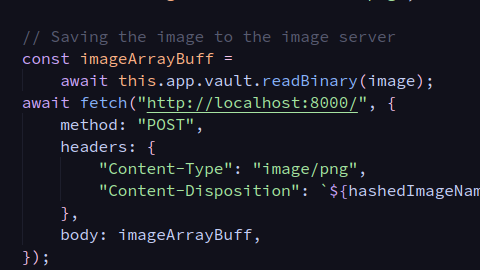 // Saving the image to the image server
const imageArrayBuff =
await this.app.vault.readBinary(image);
await fetch("http://localhost:8000/", {
method: "POST",
headers: {
"Content-Type": "image/png",
"Content-Disposition": `${hashedImageNam
},
body: imageArrayBuff,
});